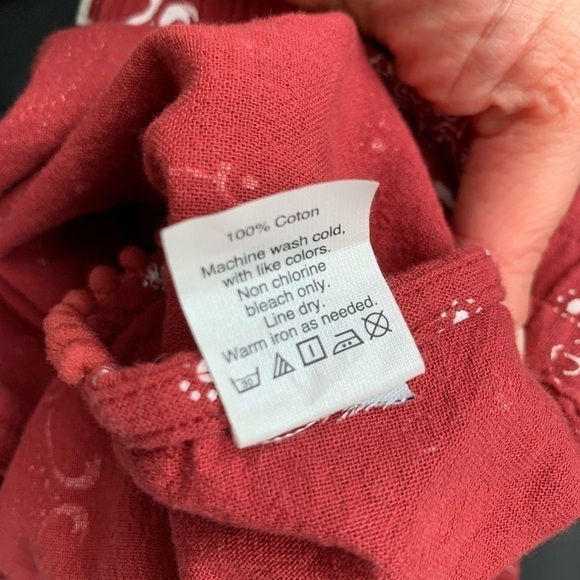 100% Coton
Machine wash cold,
with like colors.
Non chlorine
bleach only.
Line dry.
Warm iron as needed.
30